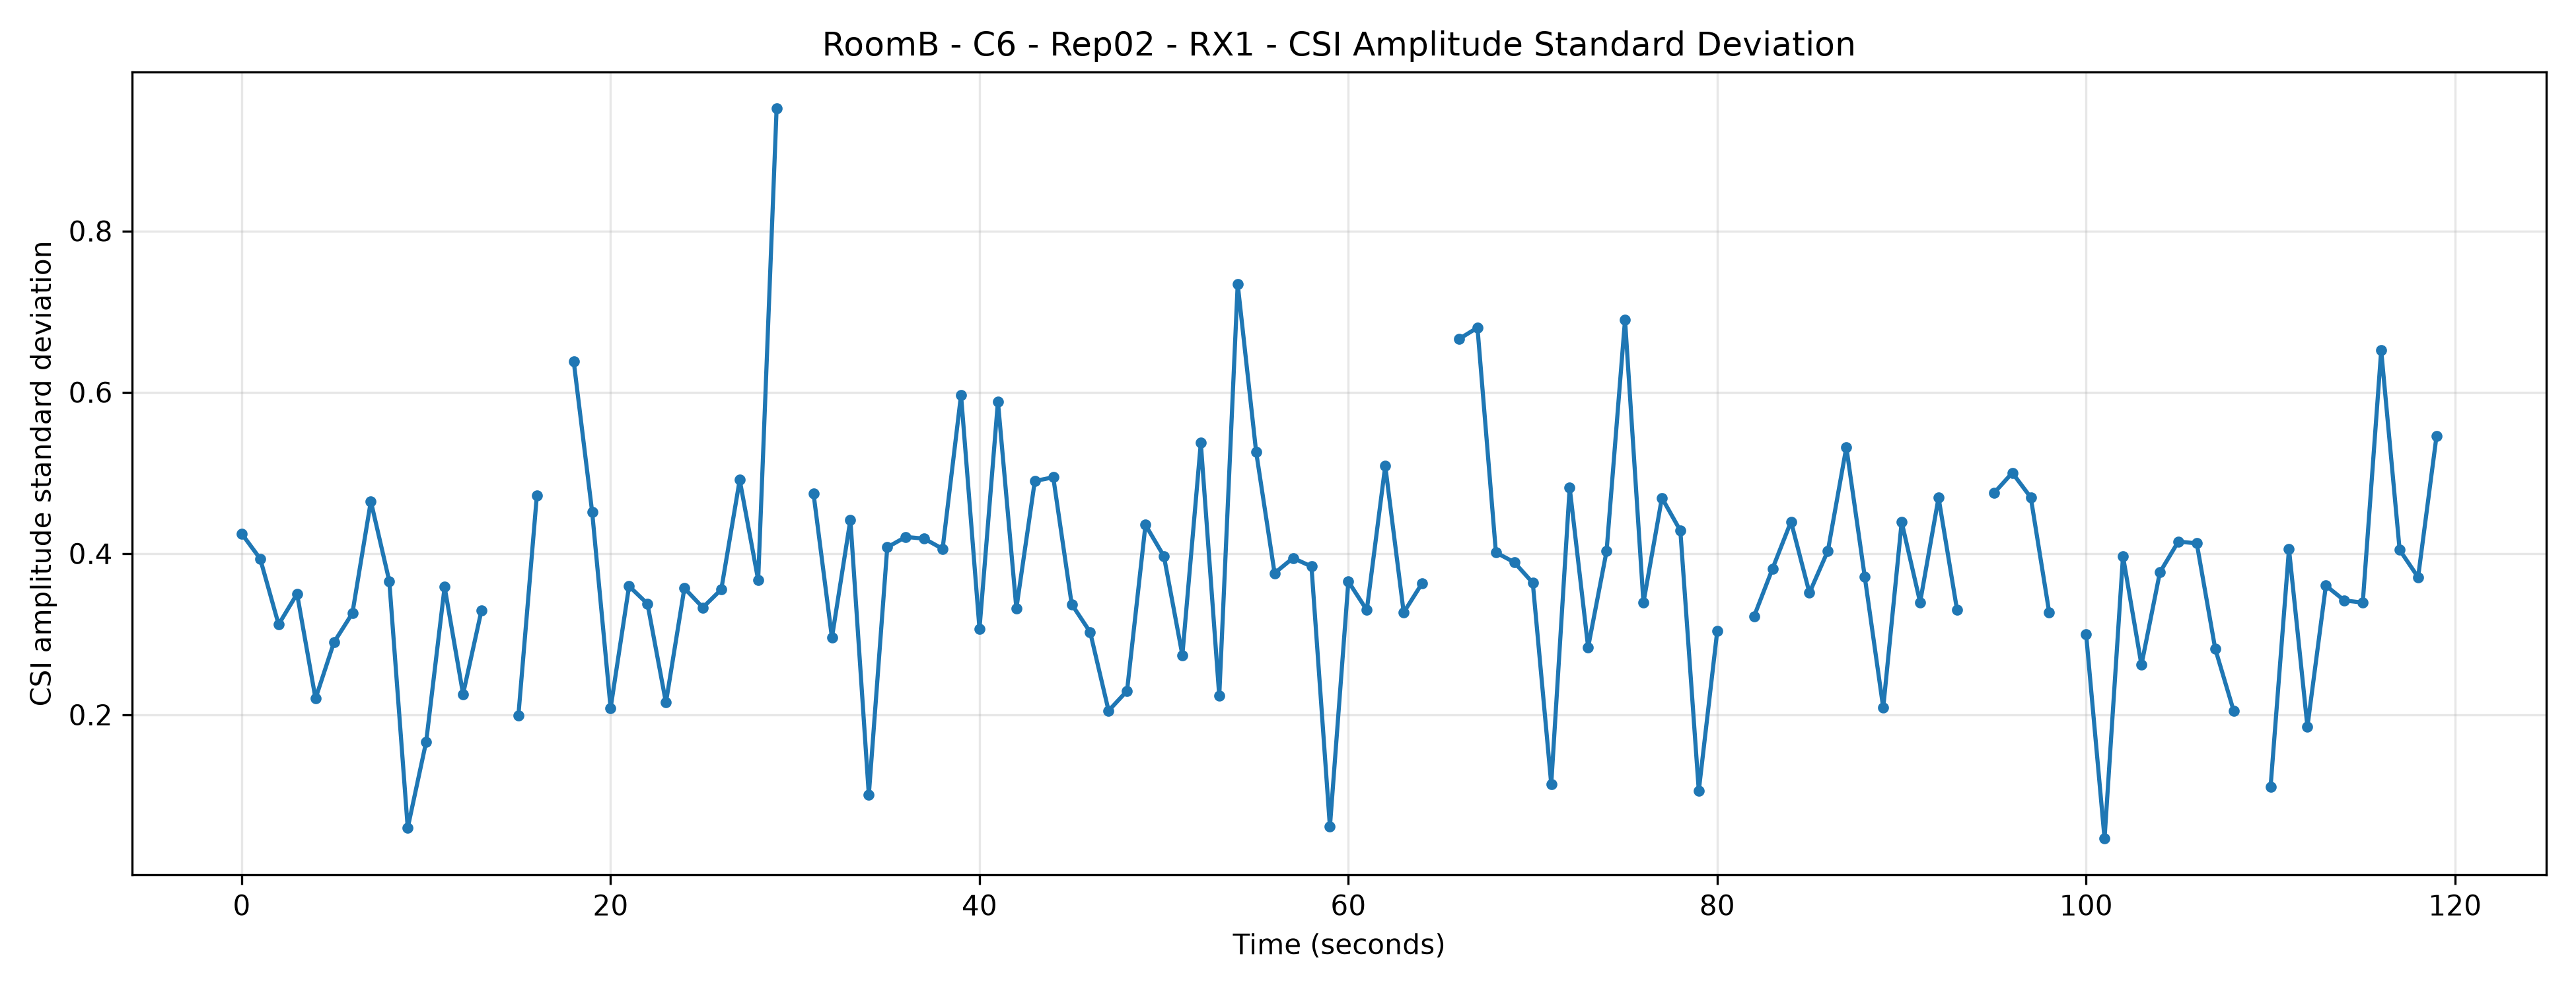 RoomB - C6 - Rep02 - RX1 - CSI Amplitude Standard Deviation
CSI amplitude standard deviation
0.8
0.6
0.4
0.2
0 20 40 60 80 100 120
Time (seconds)